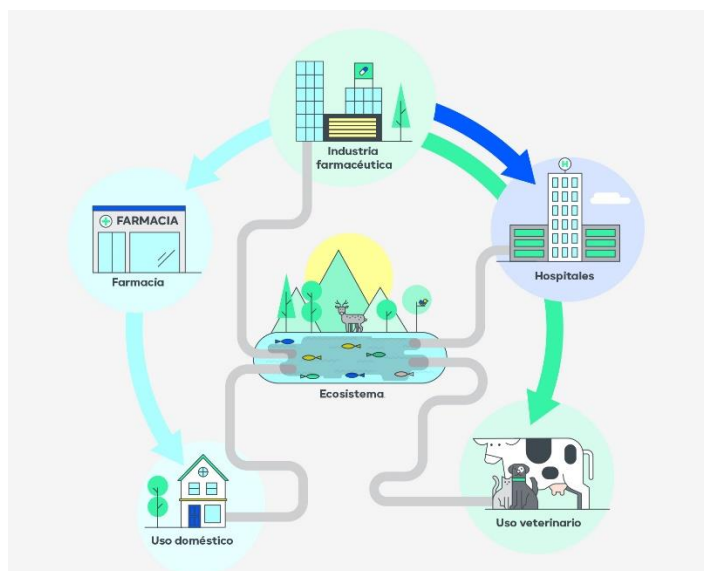 Industria
farmacéutica
FARMACIA
Farmacia
H
Hospitales
Ecosistema
Uso doméstico
Uso veterinario